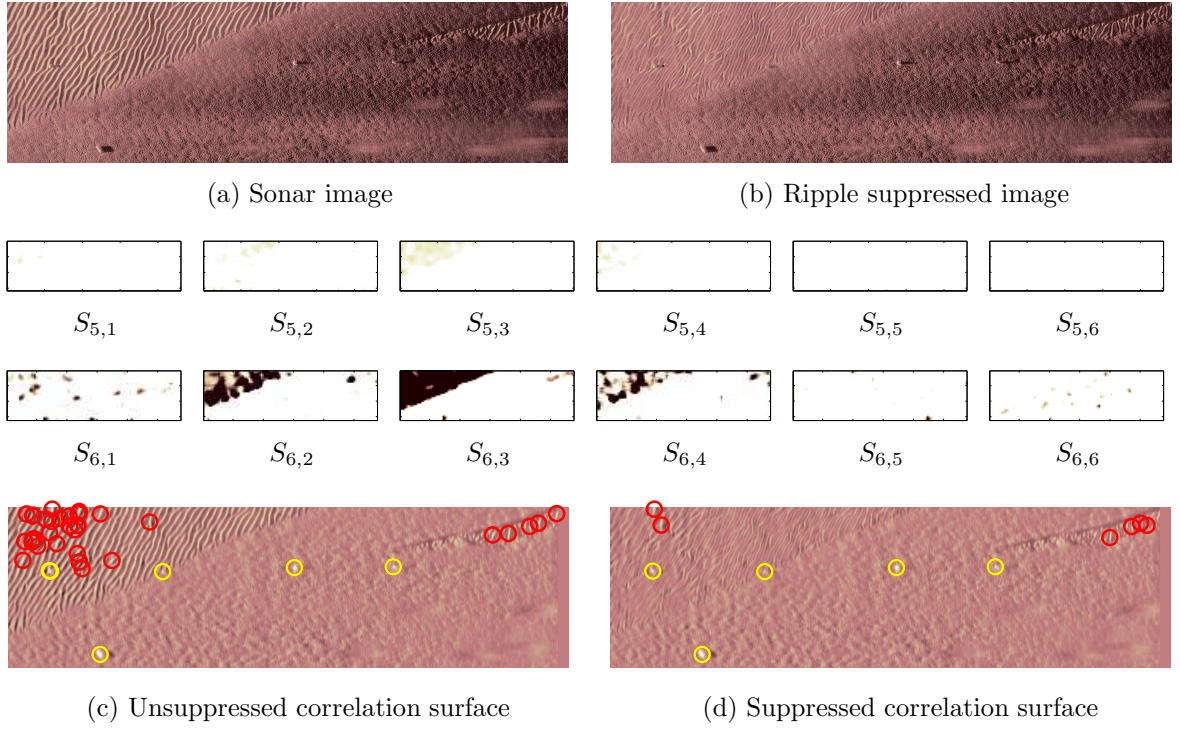 (a) Sonar image
(b) Ripple suppressed image
S5,1 S5,2 S5,3 S5,4 S5,5 S5,6
S6,1 S6,2 S6,3 S6,4 S6,5 S6,6
(c) Unsuppressed correlation surface
(d) Suppressed correlation surface